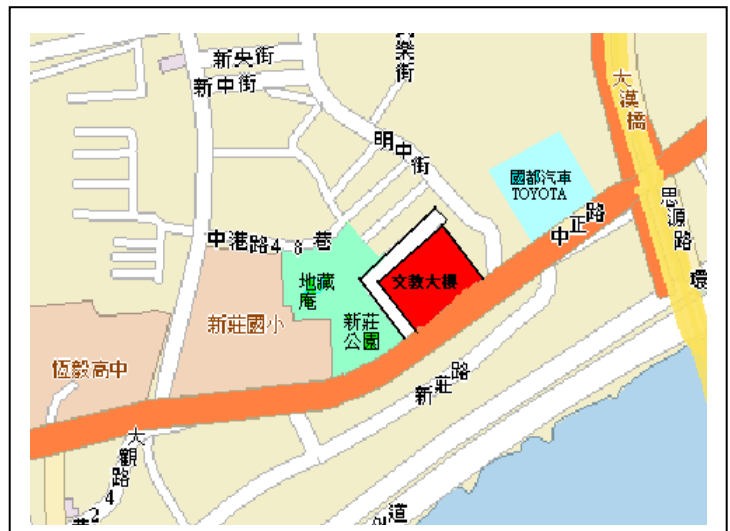 新央街
新中街
樂街
大漢橋
明中街
國都汽車
TOYOTA
思源路
中正路
中港路4-8巷
環
地藏庵
文教大樓
新莊國小
新莊公園
恆毅高中
新莊路
大觀路
24
道